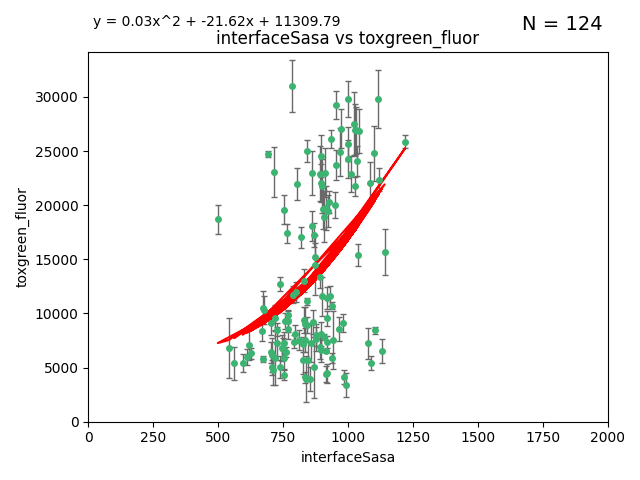 y = 0.03x^2 + -21.62x + 11309.79
N = 124
interfaceSasa vs toxgreen_fluor
toxgreen_fluor
30000
25000
20000
15000
10000
5000
0
0 250 500 750 1000 1250 1500 1750 2000
interfaceSasa